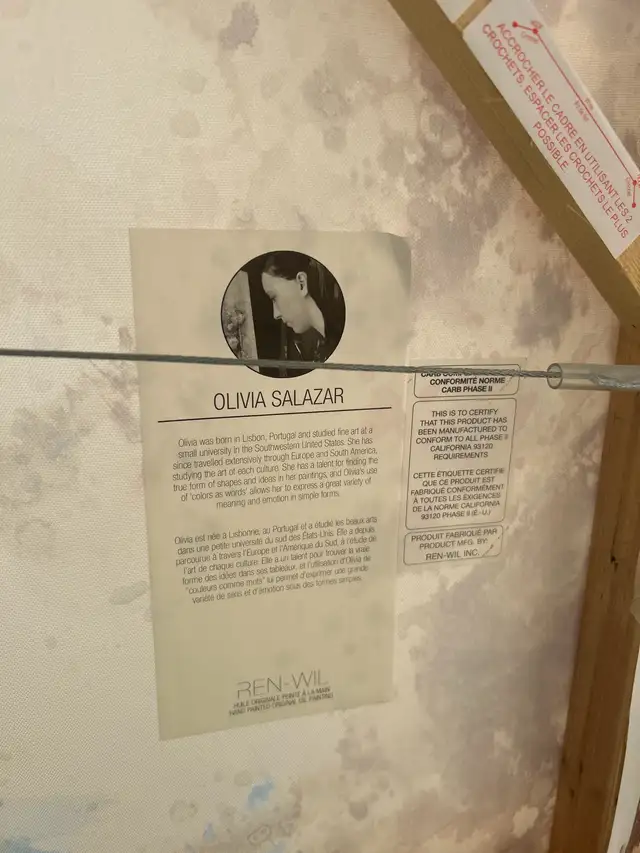 ACCROCHER LE CADRE EN UTILISANT LES 2
CROCHETS. ESPACER LES CROCHETS LE PLUS
POSSIBLE
OLIVIA SALAZAR
Olivia was born in Lisbon, Portugal and studied fine art at a
small university in the Southwestern United States. She has
since travelled extensively through Europe and South America,
studying the art of each culture. She has a talent for finding the
true form of shapes and ideas in her paintings, and Olivia's use
of 'colors as words' allows her to express a great variety of
meaning and emotion in simple forms.
Olivia est née à Lisbonne, au Portugal et a étudié les beaux arts
dans une petite université du sud des États-Unis. Elle a depuis
parcouru à travers l'Europe et l'Amérique du Sud, à l'étude de
l'art de chaque culture. Elle a un talent pour trouver la vraie
forme des idées dans ses tableaux, et l'utilisation d'Olivia de
"couleurs comme mots" lui permet d'exprimer une grande
variété de sens et d'émotion sous des formes simples.
REN-WIL
HUILE ORIGINALE PEINTE À LA MAIN
HAND PAINTED ORIGINAL OIL PAINTING
CONFORMITÉ NORME
CARB PHASE II
THIS IS TO CERTIFY
THAT THIS PRODUCT HAS
BEEN MANUFACTURED TO
CONFORM TO ALL PHASE II
CALIFORNIA 93120
REQUIREMENTS
CETTE ÉTIQUETTE CERTIFIE
QUE CE PRODUIT EST
FABRIQUÉ CONFORMÉMENT
À TOUTES LES EXIGENCES
DE LA NORME CALIFORNIA
93120 PHASE II (É.-U.)
PRODUIT FABRIQUÉ PAR
PRODUCT MFG. BY:
REN-WIL INC.